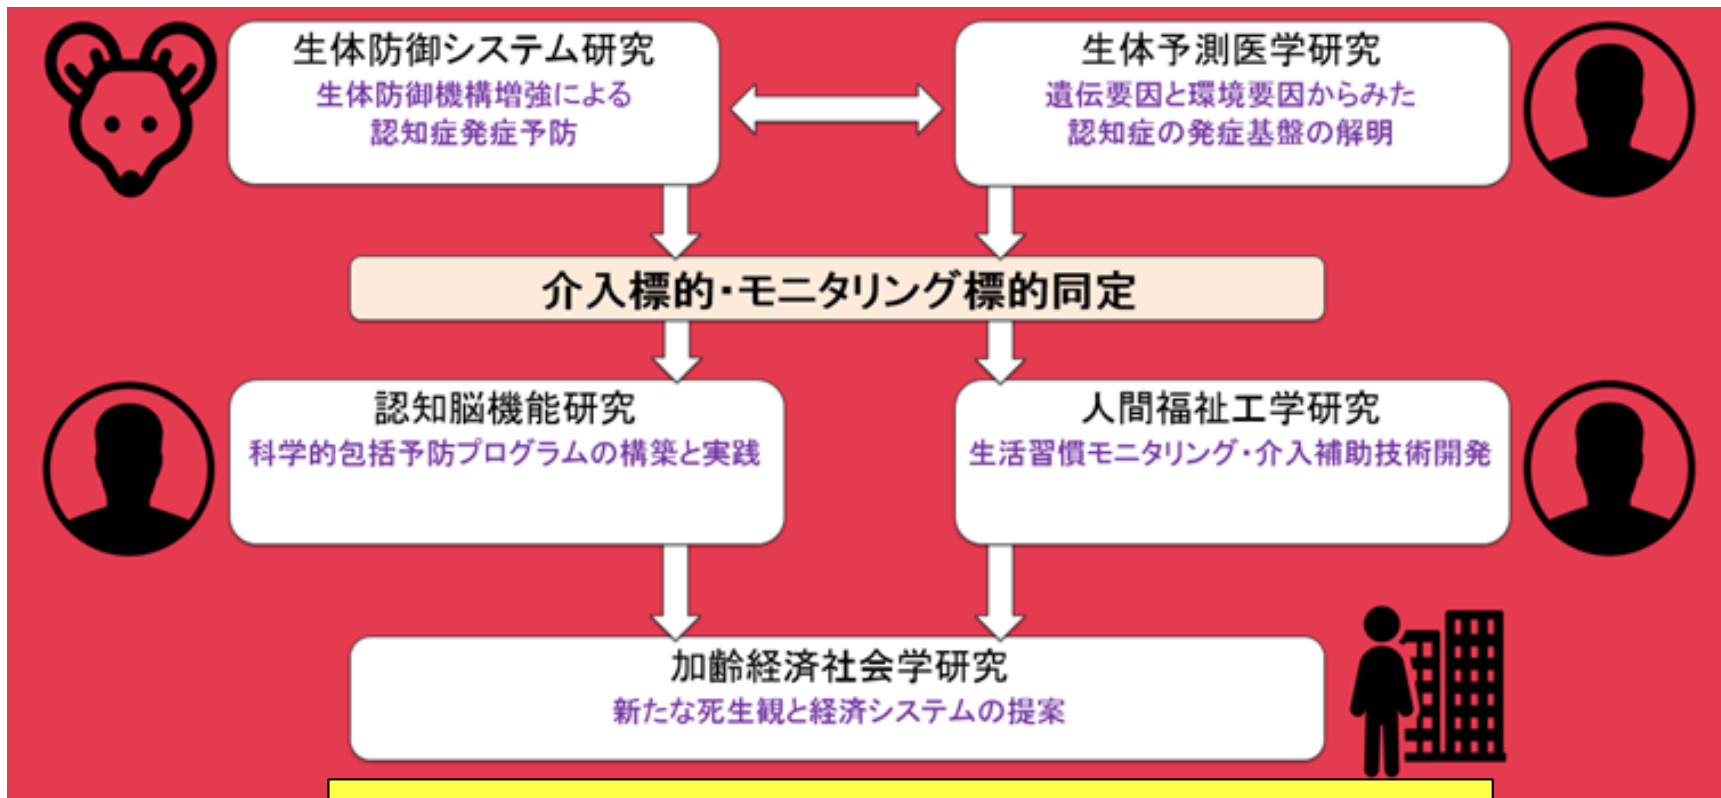 生体防御システム研究
生体防御機構増強による
認知症発症予防
生体予測医学研究
遺伝要因と環境要因からみた
認知症の発症基盤の解明
介入標的・モニタリング標的同定
認知脳機能研究
科学的包括予防プログラムの構築と実践
人間福祉工学研究
生活習慣モニタリング・介入補助技術開発
加齢経済社会学研究
新たな死生観と経済システムの提案